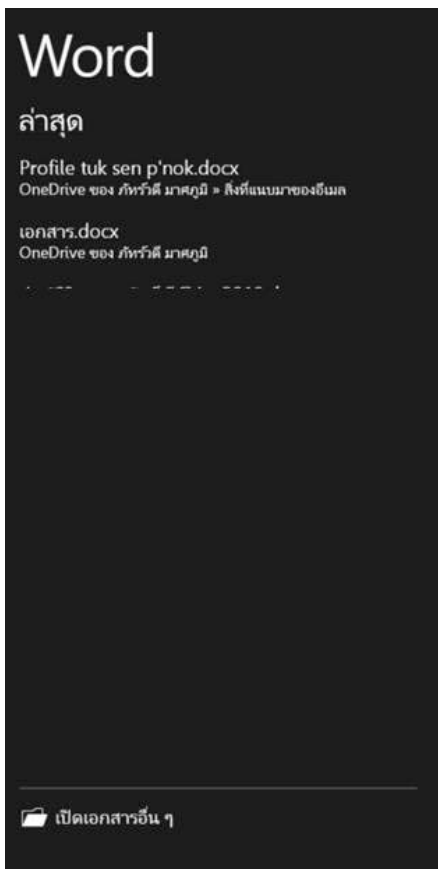 Word
ล่าสุด
Profile tuk sen p'nok.docx
OneDrive ของ ภัทร์วดี มาศภูมิ » สิ่งที่แนบมาของอีเมล
เอกสาร.docx
OneDrive ของ ภัทร์วดี มาศภูมิ
เปิดเอกสารอื่น ๆ